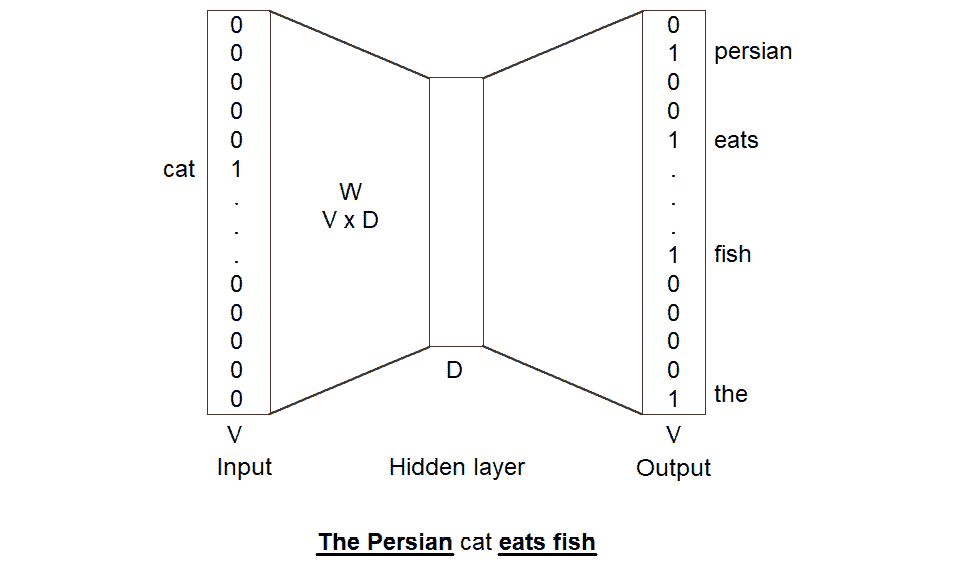 0 0
0 1 persian
0 0
0 0
0 1 eats
cat 1 .
. .
. .
. 1 fish
0 0
0 0
0 0
0 0
0 1 the
W
V x D
D
V V
Input Hidden layer Output
The Persian cat eats fish